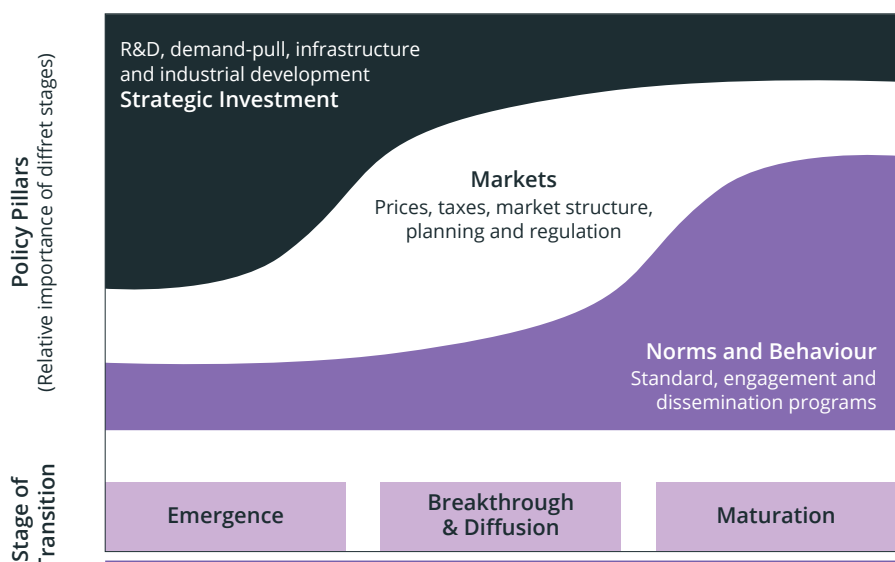 R&D, demand-pull, infrastructure
and industrial development
Strategic Investment
Markets
Prices, taxes, market structure,
planning and regulation
Norms and Behaviour
Standard, engagement and
dissemination programs
Policy Pillars
(Relative importance of diffret stages)
Stage of
Transition
Emergence
Breakthrough
& Diffusion
Maturation